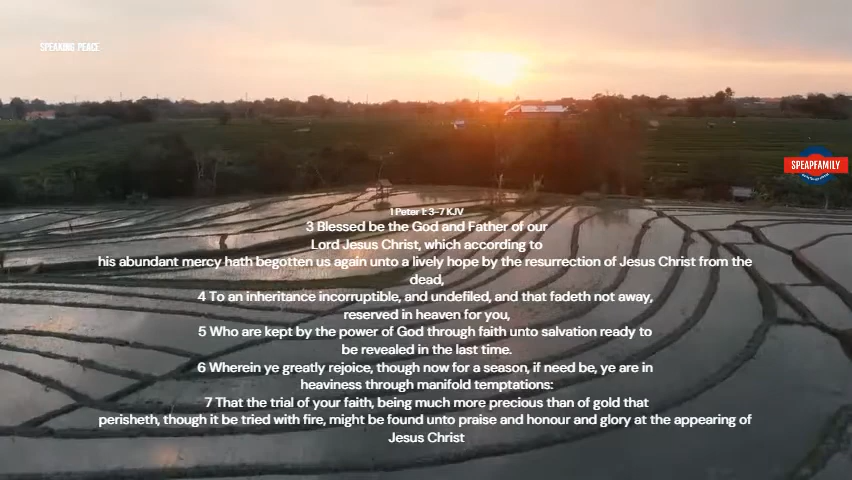 SPEAKING PEACE
SPEAPFAMILY
1 Peter 1: 3-7 KJV
3 Blessed be the God and Father of our
Lord Jesus Christ, which according to
his abundant mercy hath begotten us again unto a lively hope by the resurrection of Jesus Christ from the
dead,
4 To an inheritance incorruptible, and undefiled, and that fadeth not away,
reserved in heaven for you,
5 Who are kept by the power of God through faith unto salvation ready to
be revealed in the last time.
6 Wherein ye greatly rejoice, though now for a season, if need be, ye are in
heaviness through manifold temptations:
7 That the trial of your faith, being much more precious than of gold that
perisheth, though it be tried with fire, might be found unto praise and honour and glory at the appearing of
Jesus Christ